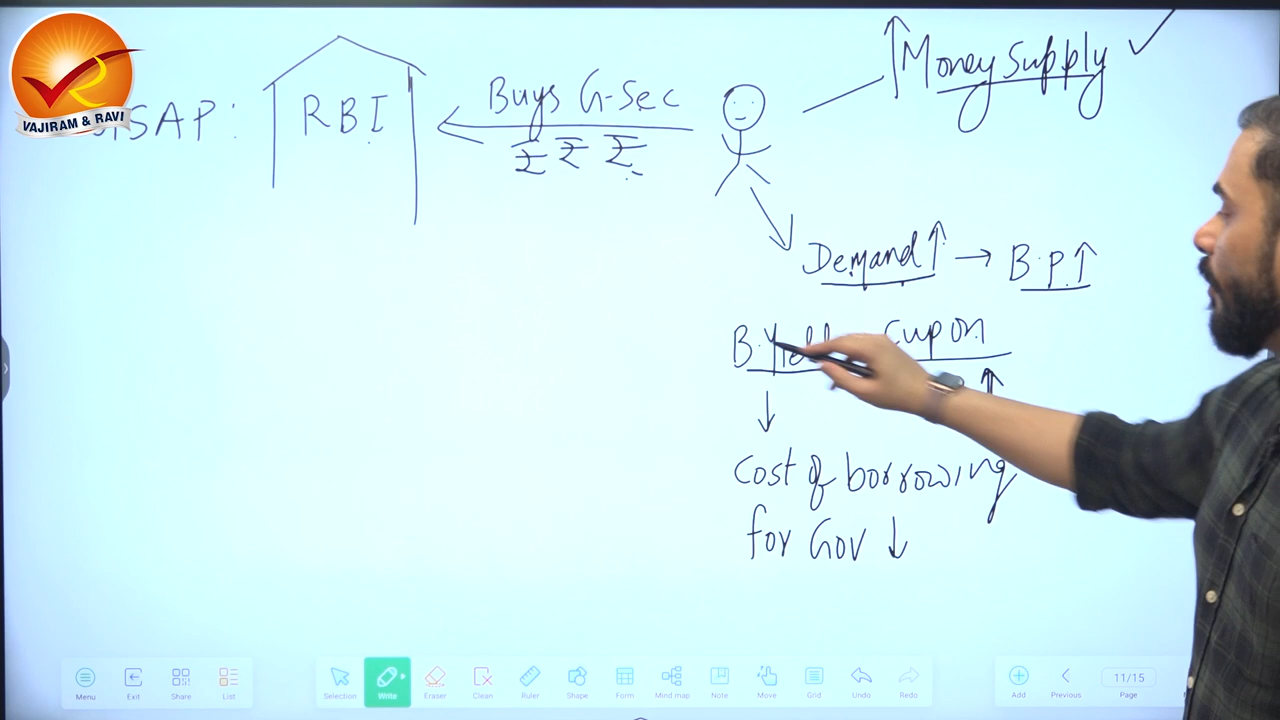 VAJIRAM & RAVI
SAP : RBI
Buys G-Sec
₹ ₹ ₹
↑ Money Supply ✓
Demand ↑ → B.P ↑
B.Yield Cupon
↓ ↑
Cost of borrowing
for Gov ↓
Menu Exit Share List Selection Write Eraser Clean Ruler Shape Form Mind map Note Move Grid Undo Redo Add Previous 11/15 Page